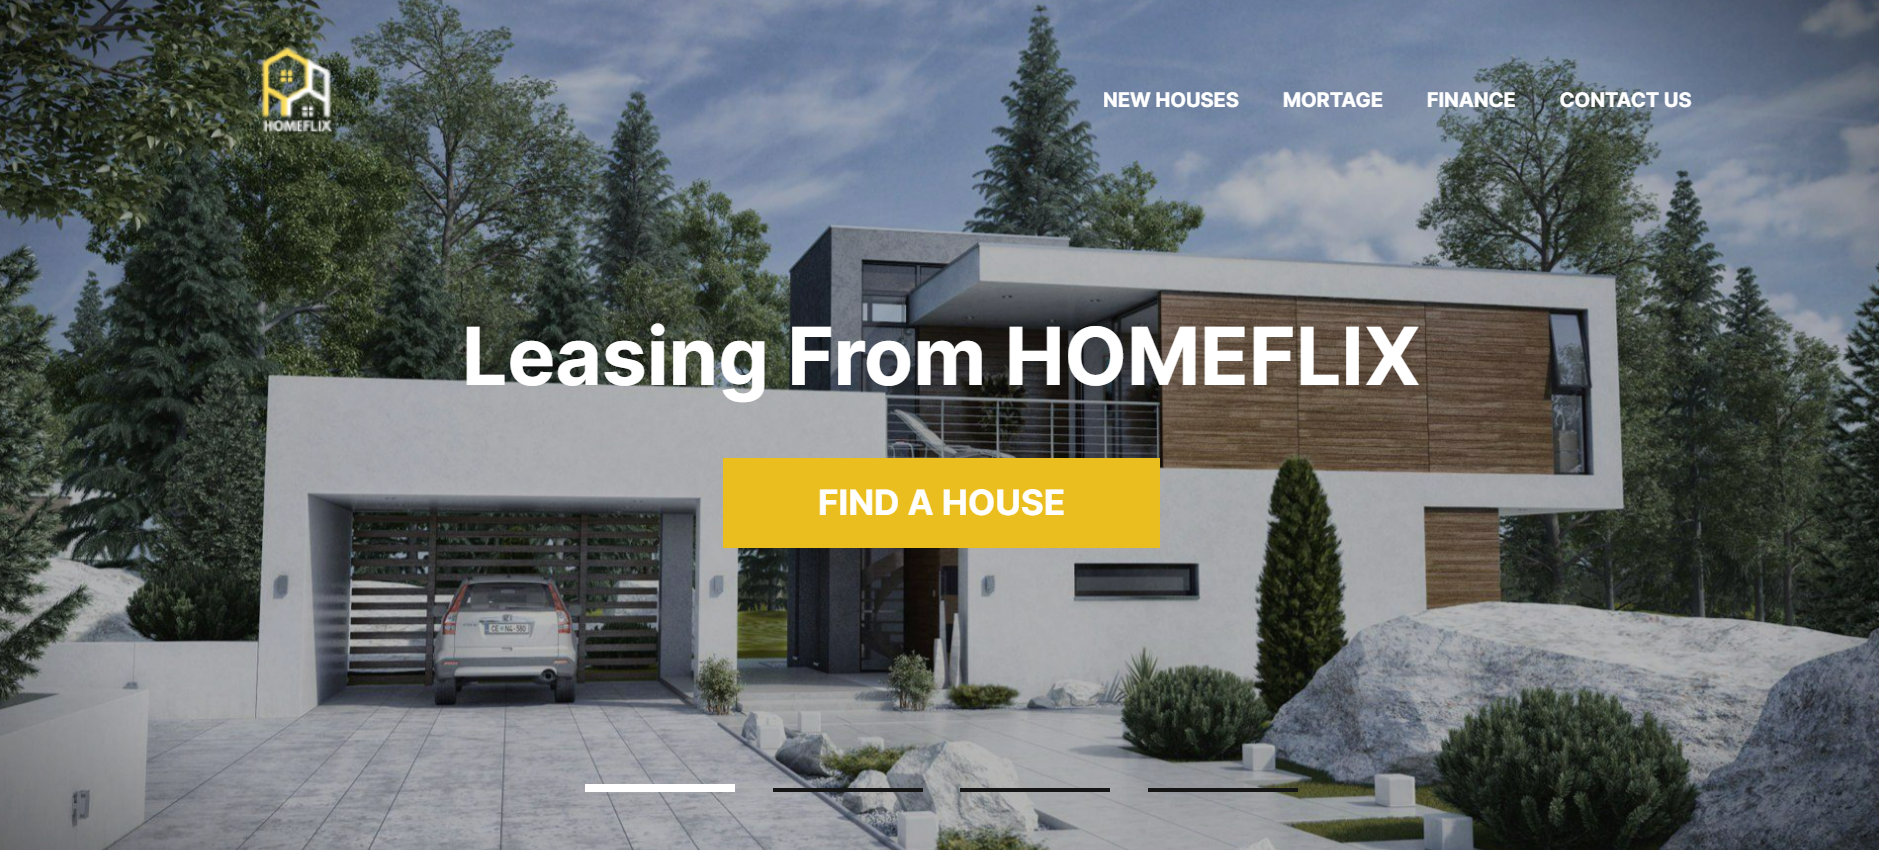 HOMEFLIX
NEW HOUSES MORTAGE FINANCE CONTACT US
Leasing From HOMEFLIX
FIND A HOUSE